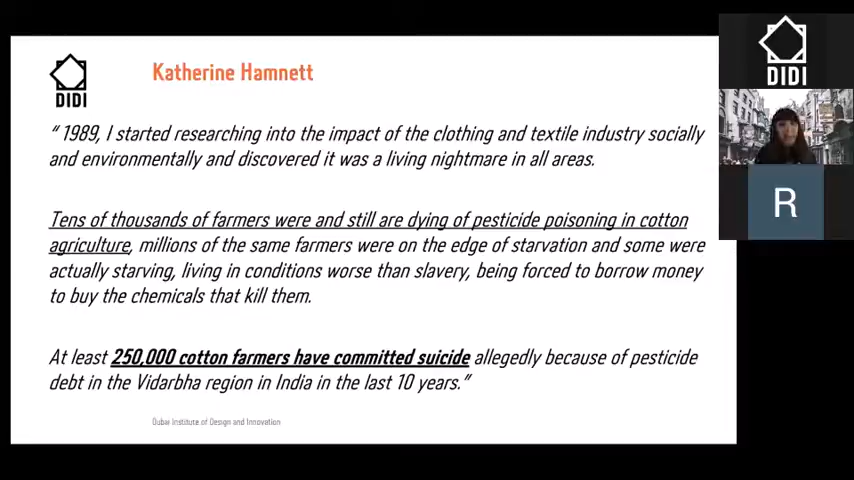 DIDI
Katherine Hamnett
DIDI
“ 1989, I started researching into the impact of the clothing and textile industry socially
and environmentally and discovered it was a living nightmare in all areas.
Tens of thousands of farmers were and still are dying of pesticide poisoning in cotton
agriculture, millions of the same farmers were on the edge of starvation and some were
actually starving, living in conditions worse than slavery, being forced to borrow money
to buy the chemicals that kill them.
R
At least 250,000 cotton farmers have committed suicide allegedly because of pesticide
debt in the Vidarbha region in India in the last 10 years.”
Dubai Institute of Design and Innovation